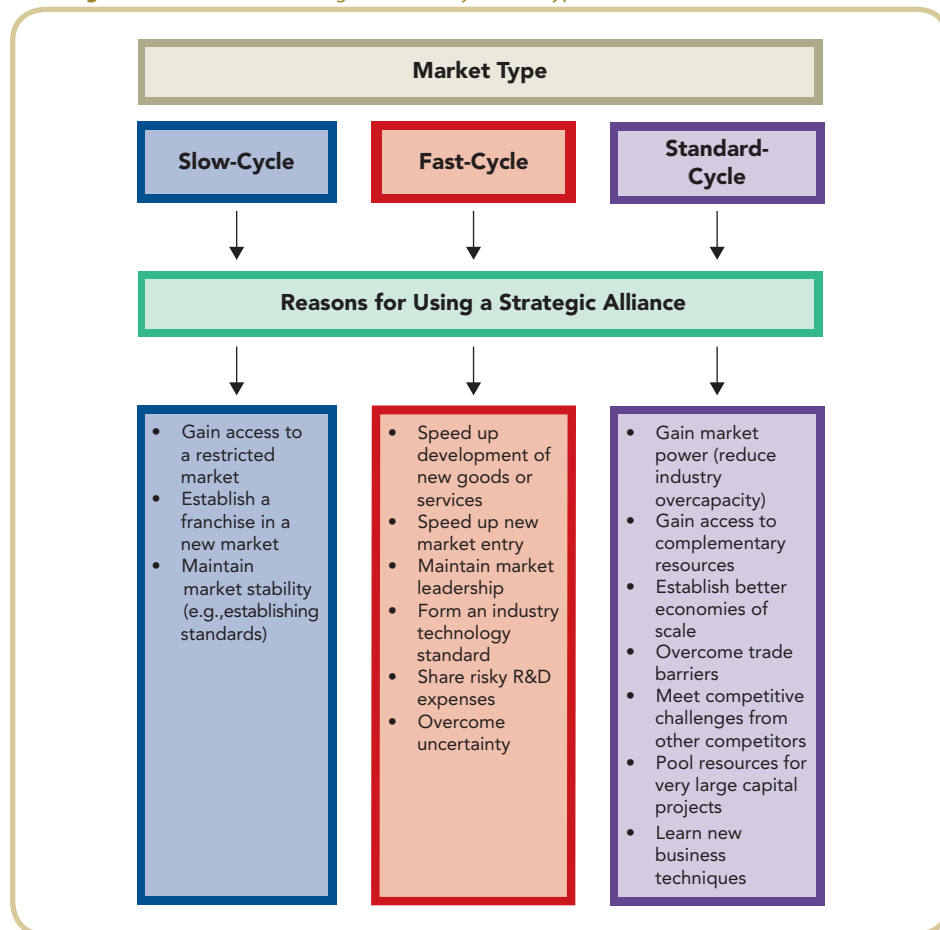 Market Type
Slow-Cycle
Fast-Cycle
Standard-
Cycle
Reasons for Using a Strategic Alliance
• Gain access to
a restricted
market
• Establish a
franchise in a
new market
• Maintain
market stability
(e.g.,establishing
standards)
• Speed up
development of
new goods or
services
• Speed up new
market entry
• Maintain market
leadership
• Form an industry
technology
standard
• Share risky R&D
expenses
• Overcome
uncertainty
• Gain market
power (reduce
industry
overcapacity)
• Gain access to
complementary
resources
• Establish better
economies of
scale
• Overcome trade
barriers
• Meet competitive
challenges from
other competitors
• Pool resources for
very large capital
projects
• Learn new
business
techniques